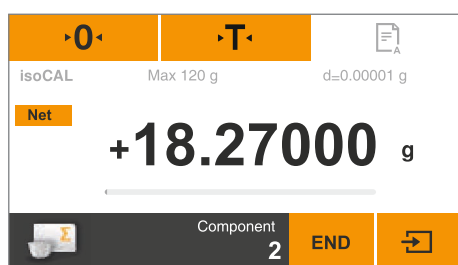 0 T A
isoCAL Max 120 g d=0.00001 g
Net
+18.27000 g
Σ Component
2 END